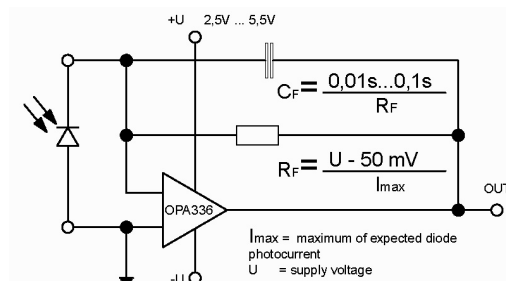 +U 2,5V ... 5,5V
CF = 0,01s...0,1s
RF
RF = U - 50 mV
Imax
OPA336
OUT
Imax = maximum of expected diode
photocurrent
U = supply voltage
-U